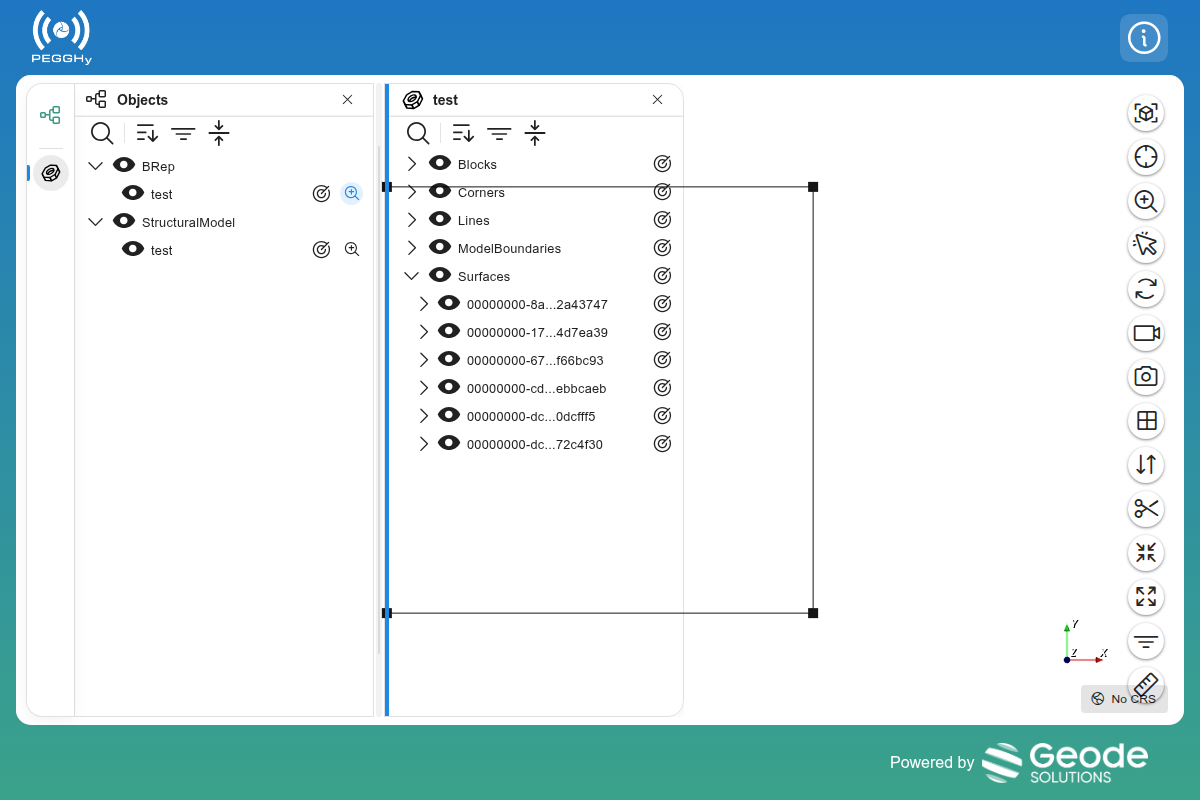 PEGGHy
Objects
test
BRep
test
StructuralModel
test
Blocks
Corners
Lines
ModelBoundaries
Surfaces
00000000-8a...2a43747
00000000-17...4d7ea39
00000000-67...f66bc93
00000000-cd...ebbcaeb
00000000-dc...0dcfff5
00000000-dc...72c4f30
Y
Z
X
No CRS
Powered by
Geode
SOLUTIONS